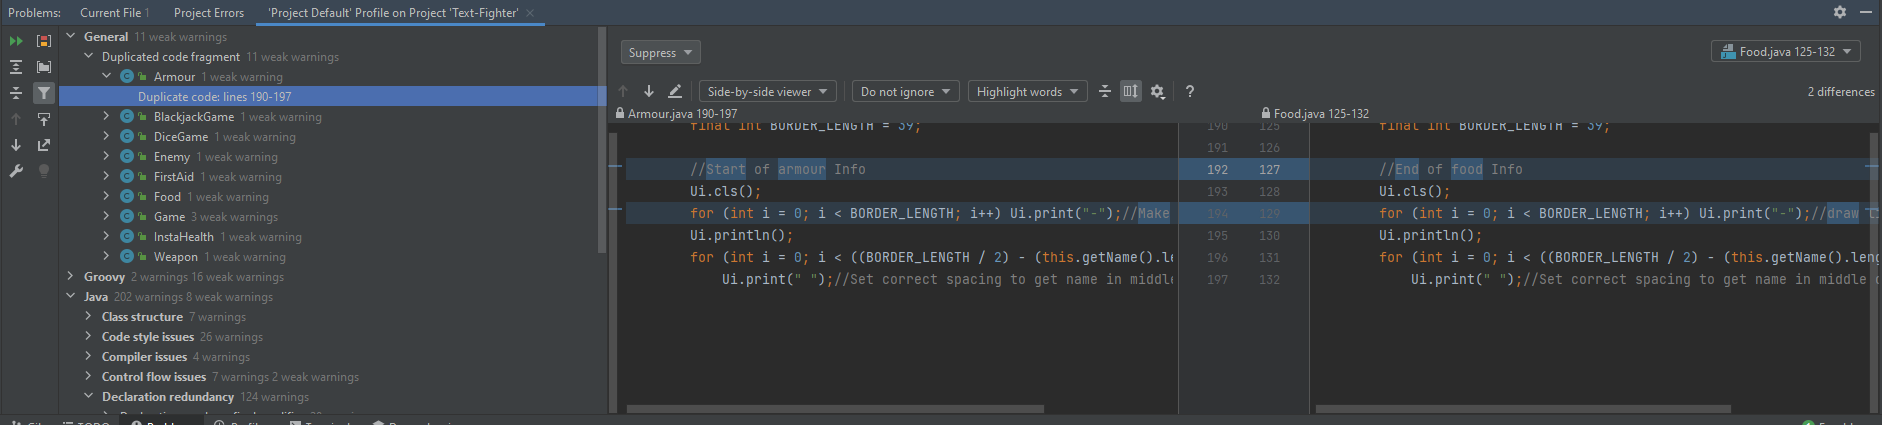 Problems: Current File 1 Project Errors 'Project Default' Profile on Project 'Text-Fighter'
General 11 weak warnings
Duplicated code fragment 11 weak warnings
Armour 1 weak warning
Duplicate code: lines 190-197
BlackjackGame 1 weak warning
DiceGame 1 weak warning
Enemy 1 weak warning
FirstAid 1 weak warning
Food 1 weak warning
Game 3 weak warnings
InstaHealth 1 weak warning
Weapon 1 weak warning
Groovy 2 warnings 16 weak warnings
Java 202 warnings 8 weak warnings
Class structure 7 warnings
Code style issues 26 warnings
Compiler issues 4 warnings
Control flow issues 7 warnings 2 weak warnings
Declaration redundancy 124 warnings
Suppress
Food.java 125-132
Side-by-side viewer Do not ignore Highlight words ? 2 differences
Armour.java 190-197
final int BORDER_LENGTH = 39;
//Start of armour Info
Ui.cls();
for (int i = 0; i < BORDER_LENGTH; i++) Ui.print("-");//Make
Ui.println();
for (int i = 0; i < ((BORDER_LENGTH / 2) - (this.getName().le
Ui.print(" ");//Set correct spacing to get name in middle
190 125
191 126
192 127
193 128
194 129
195 130
196 131
197 132
Food.java 125-132
final int BORDER_LENGTH = 39;
//End of food Info
Ui.cls();
for (int i = 0; i < BORDER_LENGTH; i++) Ui.print("-");//draw
Ui.println();
for (int i = 0; i < ((BORDER_LENGTH / 2) - (this.getName().leng
Ui.print(" ");//Set correct spacing to get name in middle